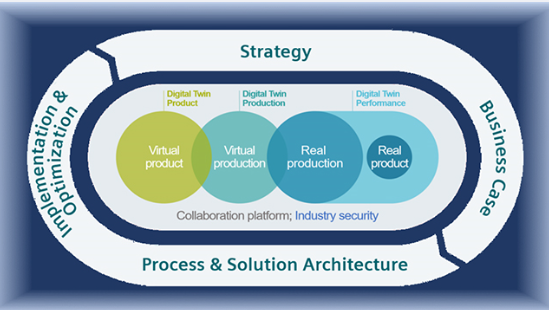 Strategy
Implementation &
Optimization
Business Case
Digital Twin
Product
Digital Twin
Production
Digital Twin
Performance
Virtual
product
Virtual
production
Real
production
Real
product
Collaboration platform; Industry security
Process & Solution Architecture